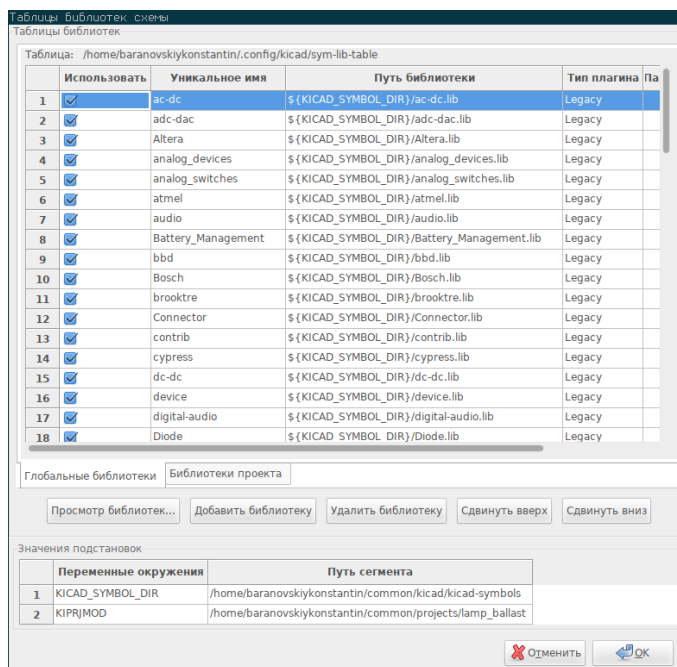 Таблицы библиотек схемы
Таблицы библиотек
Таблица: /home/baranovskiykonstantin/.config/kicad/sym-lib-table
Использовать Уникальное имя Путь библиотеки Тип плагина Па
1 ac-dc ${KICAD_SYMBOL_DIR}/ac-dc.lib Legacy
2 adc-dac ${KICAD_SYMBOL_DIR}/adc-dac.lib Legacy
3 Altera ${KICAD_SYMBOL_DIR}/Altera.lib Legacy
4 analog_devices ${KICAD_SYMBOL_DIR}/analog_devices.lib Legacy
5 analog_switches ${KICAD_SYMBOL_DIR}/analog_switches.lib Legacy
6 atmel ${KICAD_SYMBOL_DIR}/atmel.lib Legacy
7 audio ${KICAD_SYMBOL_DIR}/audio.lib Legacy
8 Battery_Management ${KICAD_SYMBOL_DIR}/Battery_Management.lib Legacy
9 bbd ${KICAD_SYMBOL_DIR}/bbd.lib Legacy
10 Bosch ${KICAD_SYMBOL_DIR}/Bosch.lib Legacy
11 brooktre ${KICAD_SYMBOL_DIR}/brooktre.lib Legacy
12 Connector ${KICAD_SYMBOL_DIR}/Connector.lib Legacy
13 contrib ${KICAD_SYMBOL_DIR}/contrib.lib Legacy
14 cypress ${KICAD_SYMBOL_DIR}/cypress.lib Legacy
15 dc-dc ${KICAD_SYMBOL_DIR}/dc-dc.lib Legacy
16 device ${KICAD_SYMBOL_DIR}/device.lib Legacy
17 digital-audio ${KICAD_SYMBOL_DIR}/digital-audio.lib Legacy
18 Diode ${KICAD_SYMBOL_DIR}/Diode.lib Legacy
Глобальные библиотеки Библиотеки проекта
Просмотр библиотек... Добавить библиотеку Удалить библиотеку Сдвинуть вверх Сдвинуть вниз
Значения подстановок
Переменные окружения Путь сегмента
1 KICAD_SYMBOL_DIR /home/baranovskiykonstantin/common/kicad/kicad-symbols
2 KIPRJMOD /home/baranovskiykonstantin/common/projects/lamp_ballast
Отменить OK